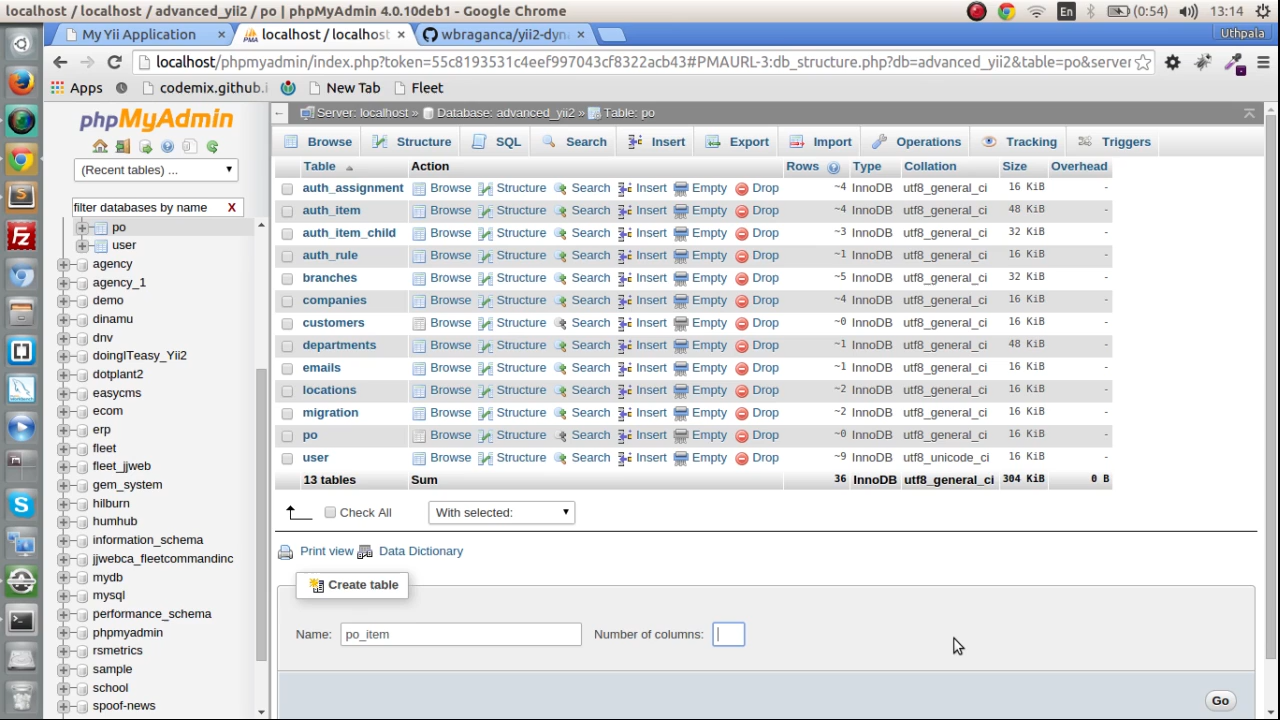 localhost / localhost / advanced_yii2 / po | phpMyAdmin 4.0.10deb1 - Google Chrome
En
(0:54)
13:14
My Yii Application
localhost / localhost
wbraganca/yii2-dyn
Uthpala
localhost/phpmyadmin/index.php?token=55c8193531c4eef997043cf8322acb43#PMAURL-3:db_structure.php?db=advanced_yii2&table=po&server
Apps
codemix.github.i
New Tab
Fleet
phpMyAdmin
(Recent tables) ...
filter databases by name X
po
user
agency
agency_1
demo
dinamu
dnv
doingITeasy_Yii2
dotplant2
easycms
ecom
erp
fleet
fleet_jjweb
gem_system
hilburn
humhub
information_schema
jjwebca_fleetcommandinc
mydb
mysql
performance_schema
phpmyadmin
rsmetrics
sample
school
spoof-news
Server: localhost » Database: advanced_yii2 » Table: po
Browse Structure SQL Search Insert Export Import Operations Tracking Triggers
Table Action Rows Type Collation Size Overhead
auth_assignment Browse Structure Search Insert Empty Drop ~4 InnoDB utf8_general_ci 16 KiB -
auth_item Browse Structure Search Insert Empty Drop ~4 InnoDB utf8_general_ci 48 KiB -
auth_item_child Browse Structure Search Insert Empty Drop ~3 InnoDB utf8_general_ci 32 KiB -
auth_rule Browse Structure Search Insert Empty Drop ~1 InnoDB utf8_general_ci 16 KiB -
branches Browse Structure Search Insert Empty Drop ~5 InnoDB utf8_general_ci 32 KiB -
companies Browse Structure Search Insert Empty Drop ~4 InnoDB utf8_general_ci 16 KiB -
customers Browse Structure Search Insert Empty Drop ~0 InnoDB utf8_general_ci 16 KiB -
departments Browse Structure Search Insert Empty Drop ~1 InnoDB utf8_general_ci 48 KiB -
emails Browse Structure Search Insert Empty Drop ~1 InnoDB utf8_general_ci 16 KiB -
locations Browse Structure Search Insert Empty Drop ~2 InnoDB utf8_general_ci 16 KiB -
migration Browse Structure Search Insert Empty Drop ~2 InnoDB utf8_general_ci 16 KiB -
po Browse Structure Search Insert Empty Drop ~0 InnoDB utf8_general_ci 16 KiB -
user Browse Structure Search Insert Empty Drop ~9 InnoDB utf8_unicode_ci 16 KiB -
13 tables Sum 36 InnoDB utf8_general_ci 304 KiB 0 B
Check All With selected:
Print view Data Dictionary
Create table
Name: po_item Number of columns:
Go